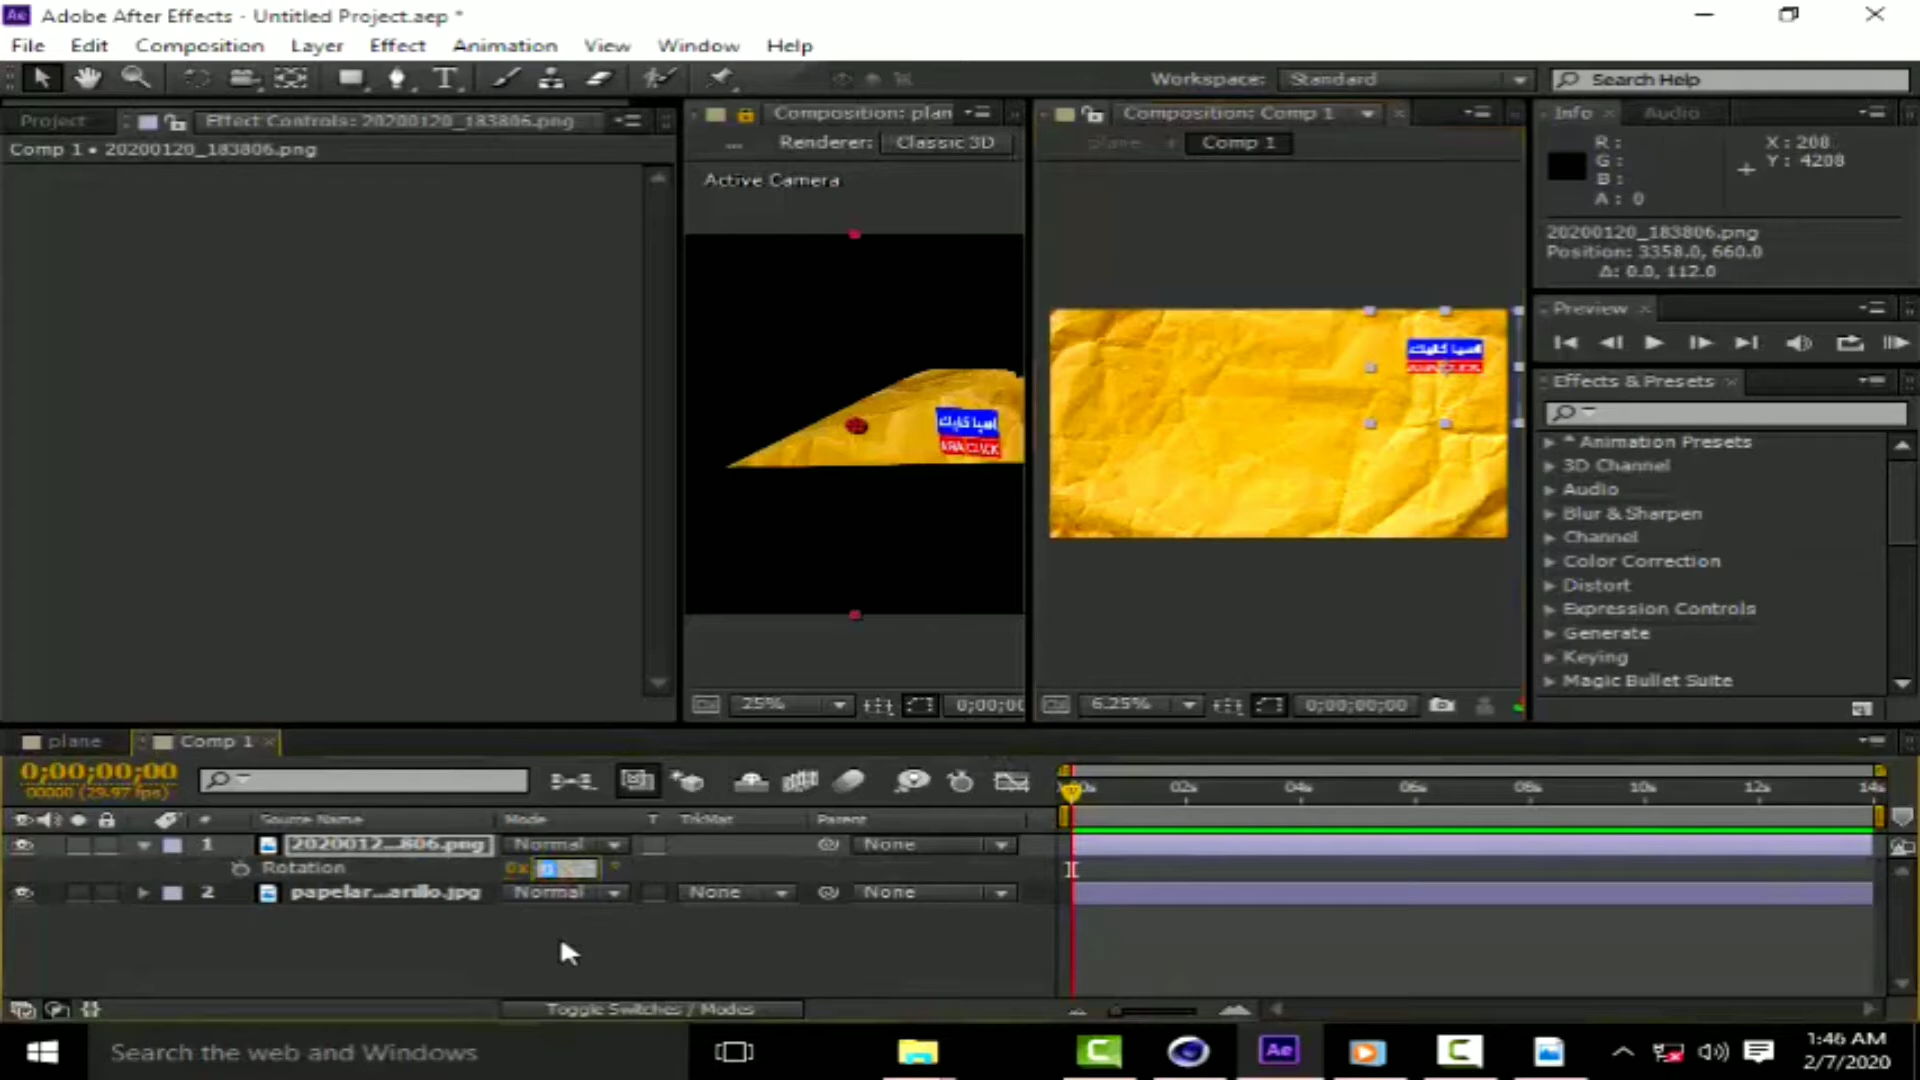 Adobe After Effects - Untitled Project.aep *
File Edit Composition Layer Effect Animation View Window Help
Workspace: Standard
Search Help
Project
Effect Controls: 20200120_183806.png
Composition: plan
Composition: Comp 1
Info
Audio
Comp 1 • 20200120_183806.png
Renderer: Classic 3D
plane
Comp 1
Active Camera
R :
G :
B :
A : 0
X : 208
Y : 4208
20200120_183806.png
Position: 3358.0, 660.0
Δ: 0.0, 112.0
Preview
Effects & Presets
* Animation Presets
3D Channel
Audio
Blur & Sharpen
Channel
Color Correction
Distort
Expression Controls
Generate
Keying
Magic Bullet Suite
اسيا كليك
اسيا كليك
25%
0;00;00
6.25%
0;00;00;00
plane
Comp 1
0;00;00;00
00000 (29.97 fps)
02s 04s 06s 08s 10s 12s 14s
# Source Name Mode T TrkMat Parent
1 2020012...806.png Normal None
Rotation 0x
2 papelar...arillo.jpg Normal None None
Toggle Switches / Modes
Search the web and Windows
Ae
1:46 AM
2/7/2020